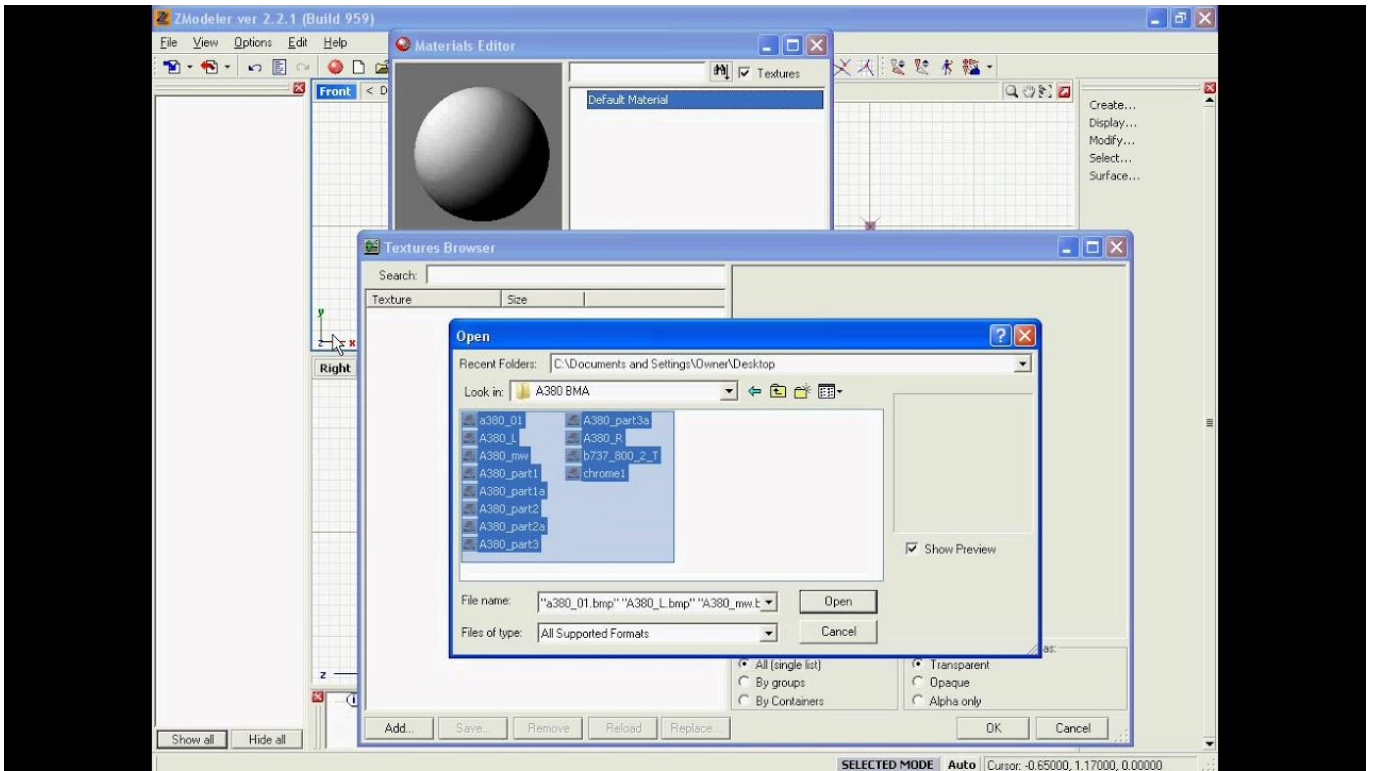 ZModeler ver 2.2.1 (Build 959)
File View Options Edit Help
Materials Editor
Textures
Default Material
Front
Create...
Display...
Modify...
Select...
Surface...
Textures Browser
Search:
Texture Size
y
z x
Right
Open
Recent Folders: C:\Documents and Settings\Owner\Desktop
Look in: A380 BMA
a380_01 A380_part3a
A380_L A380_R
A380_mw b737_800_2_T
A380_part1 chrome1
A380_part1a
A380_part2
A380_part2a
A380_part3
Show Preview
File name: "a380_01.bmp" "A380_L.bmp" "A380_mw.b Open
Files of type: All Supported Formats Cancel
as:
All (single list) Transparent
z By groups Opaque
By Containers Alpha only
Add... Save... Remove Reload Replace... OK Cancel
Show all Hide all
SELECTED MODE Auto Cursor: -0.65000, 1.17000, 0.00000